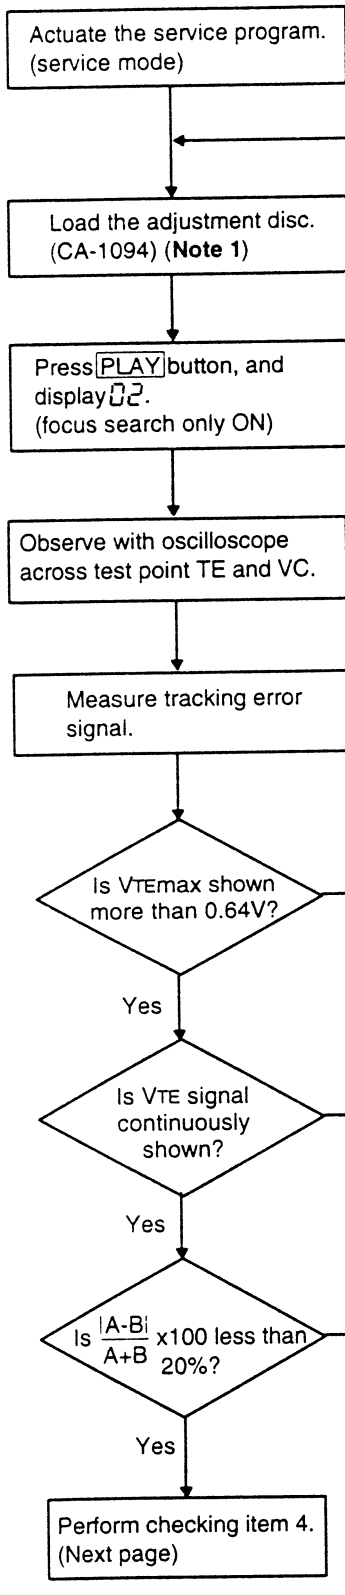 Actuate the service program.
(service mode)
Load the adjustment disc.
(CA-1094) (Note 1)
Press PLAY button, and
display 02.
(focus search only ON)
Observe with oscilloscope
across test point TE and VC.
Measure tracking error
signal.
Is VTEmax shown
more than 0.64V?
Yes
Is VTE signal
continuously
shown?
Yes
Is |A-B|/A+B x100 less than
20%?
Yes
Perform checking item 4.
(Next page)